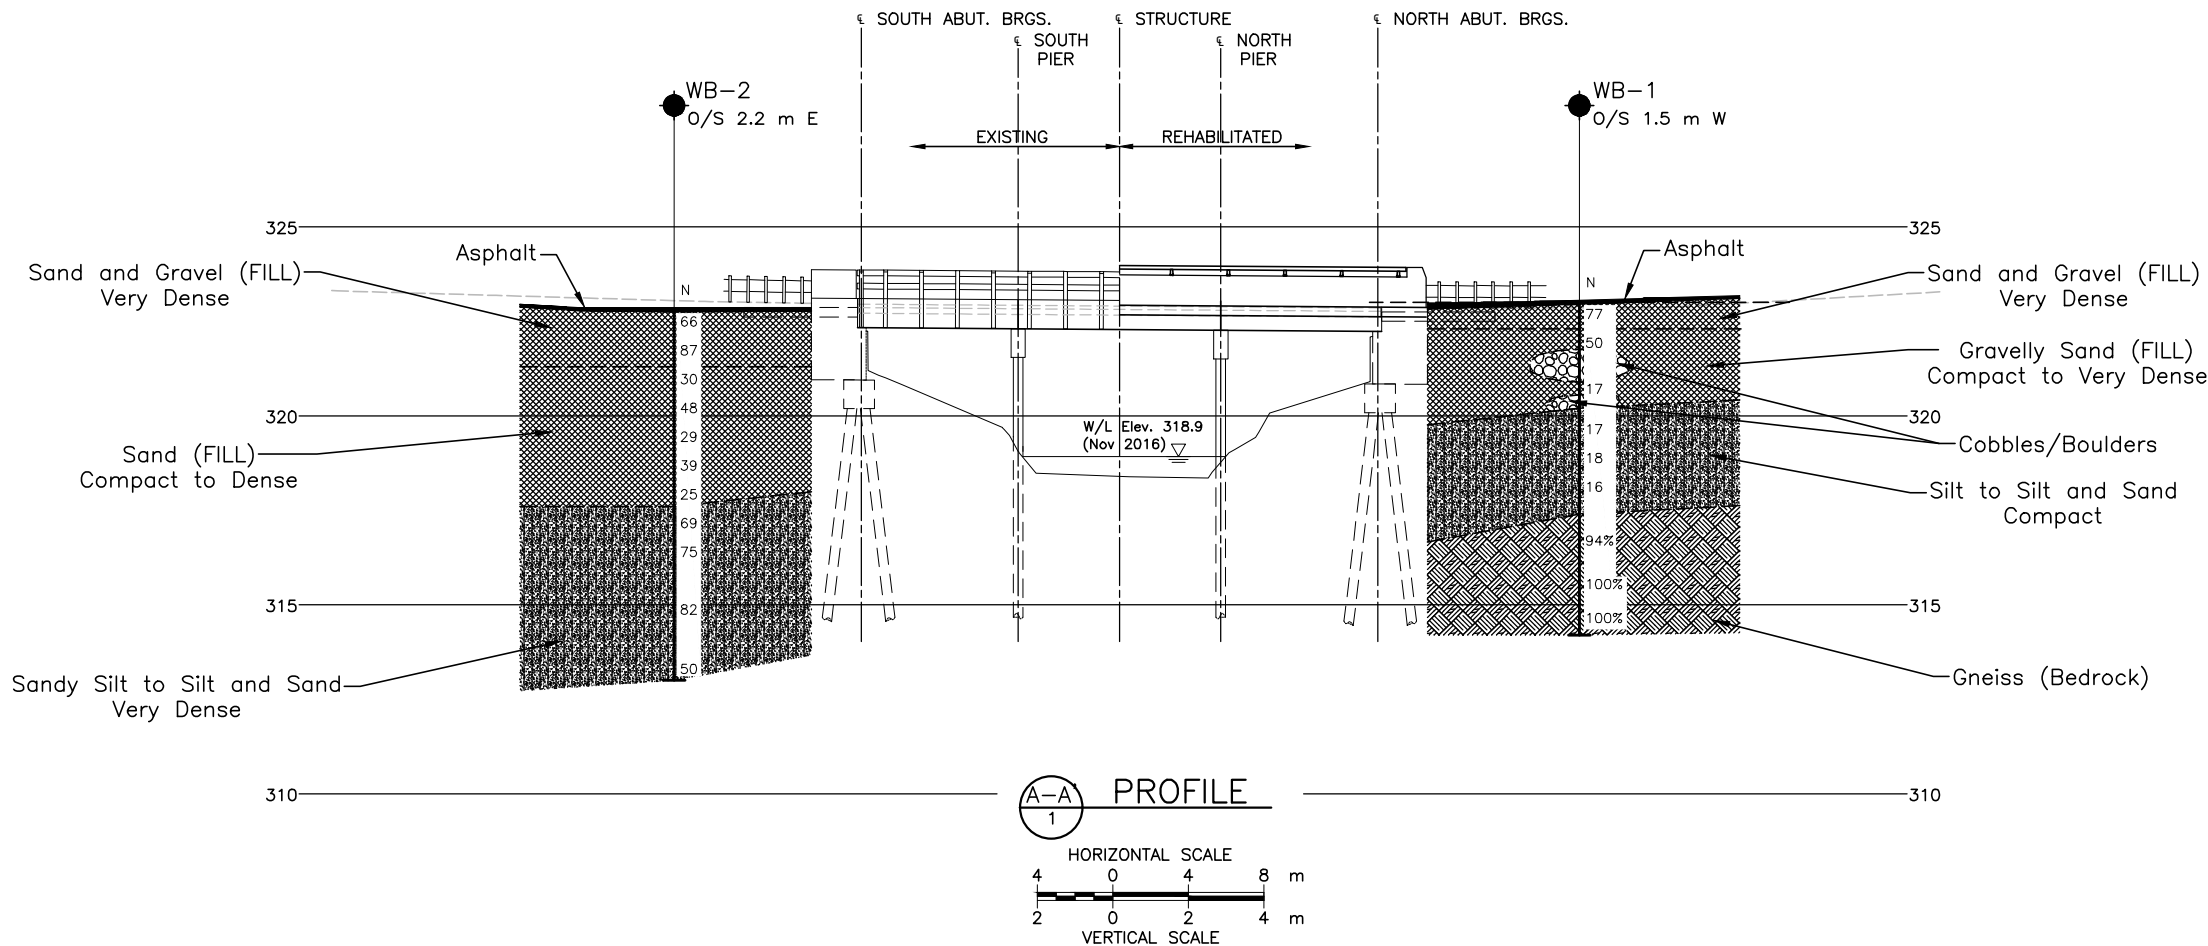 ℄ SOUTH ABUT. BRGS.
℄ STRUCTURE
℄ NORTH ABUT. BRGS.
℄ SOUTH
PIER
℄ NORTH
PIER
WB-2
O/S 2.2 m E
WB-1
O/S 1.5 m W
EXISTING
REHABILITATED
325
325
Asphalt
Asphalt
Sand and Gravel (FILL)
Very Dense
Sand and Gravel (FILL)
Very Dense
N
66
87
30
48
29
39
25
69
75
82
50
N
77
50
17
17
18
16
94%
100%
100%
Gravelly Sand (FILL)
Compact to Very Dense
320
320
W/L Elev. 318.9
(Nov 2016)
Sand (FILL)
Compact to Dense
Cobbles/Boulders
Silt to Silt and Sand
Compact
315
315
Sandy Silt to Silt and Sand
Very Dense
Gneiss (Bedrock)
310
310
A-A'
1
PROFILE
HORIZONTAL SCALE
4 0 4 8 m
2 0 2 4 m
VERTICAL SCALE